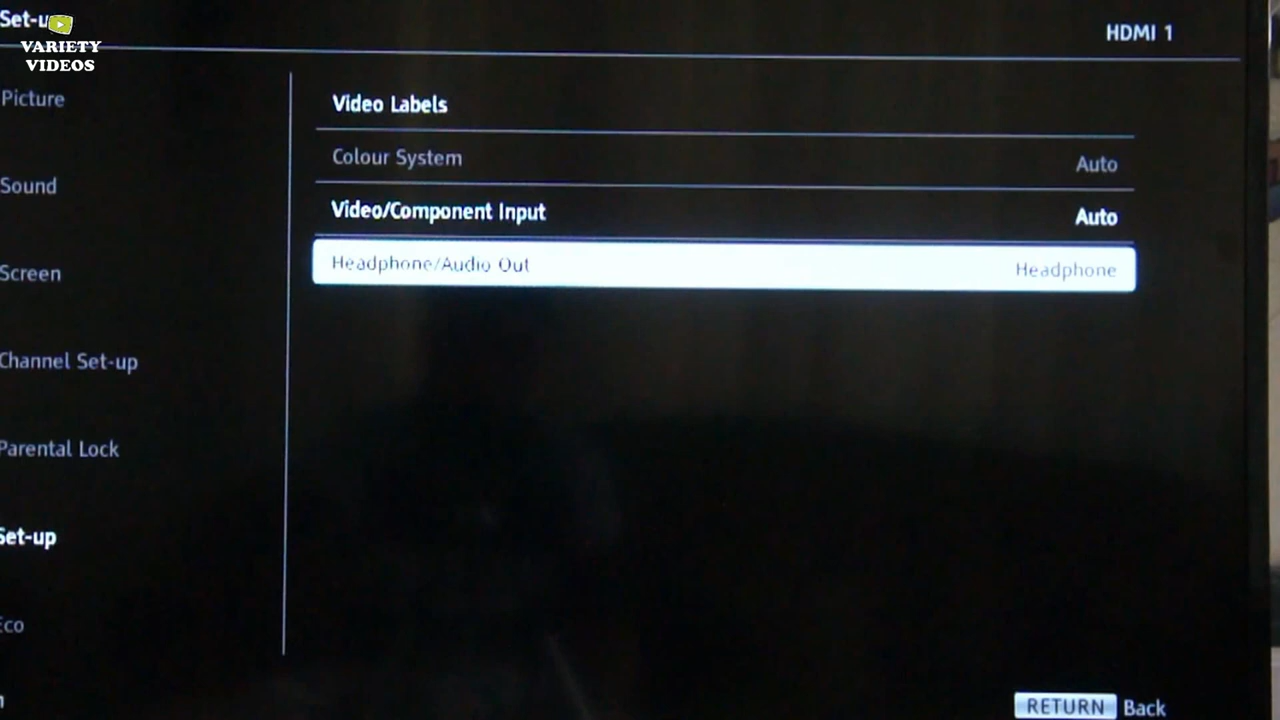 Set-u
VARIETY
VIDEOS
HDMI 1
Picture
Sound
Screen
Channel Set-up
Parental Lock
Set-up
Eco
Video Labels
Colour System Auto
Video/Component Input Auto
Headphone/Audio Out Headphone
RETURN Back